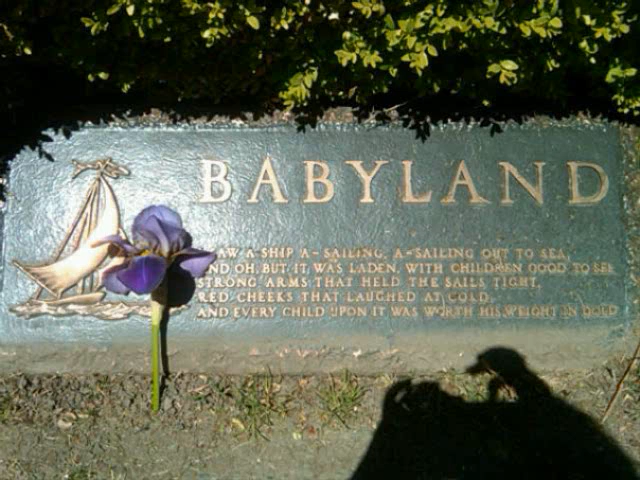 BABYLAND
AW A SHIP A-SAILING, A-SAILING OUT TO SEA,
AND OH, BUT IT WAS LADEN, WITH CHILDREN GOOD TO SEE
STRONG ARMS THAT HELD THE SAILS TIGHT,
RED CHEEKS THAT LAUGHED AT COLD,
AND EVERY CHILD UPON IT WAS WORTH HIS WEIGHT IN GOLD